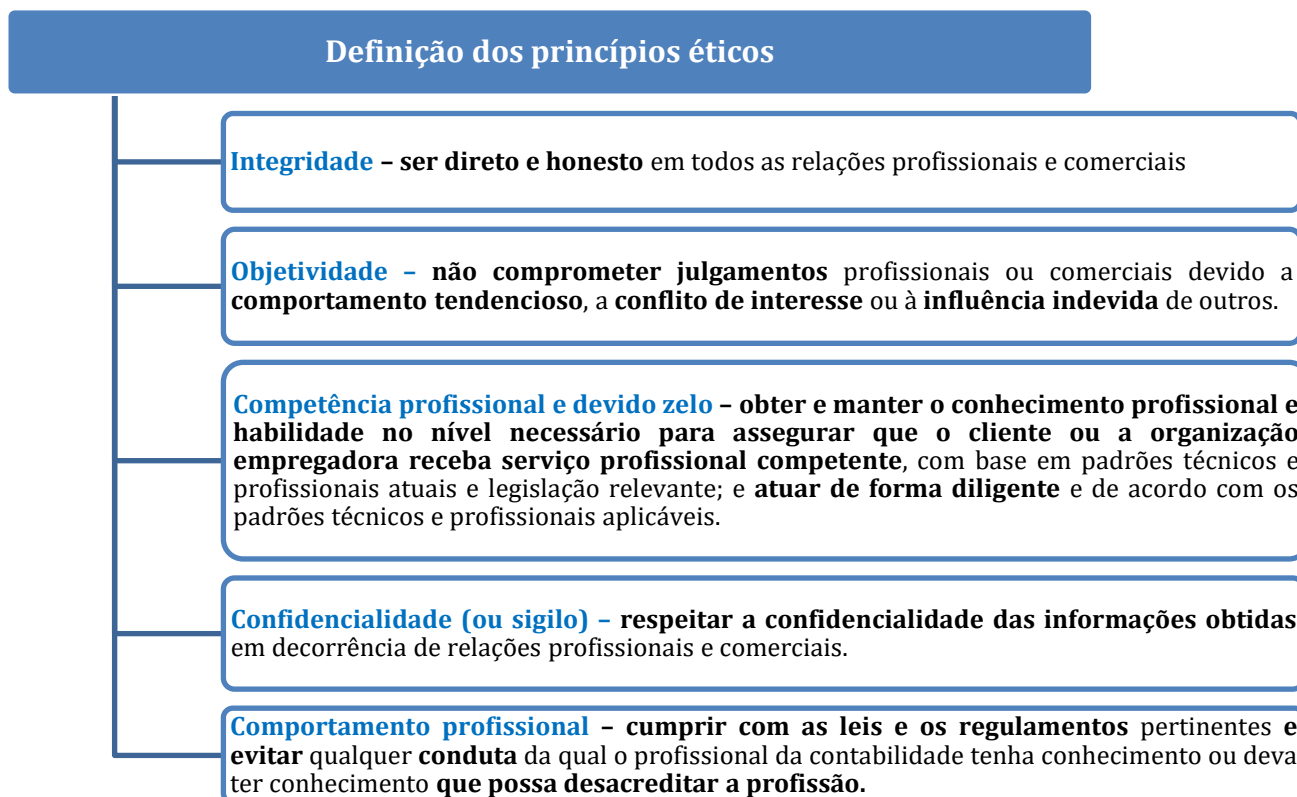 Definição dos princípios éticos
Integridade – ser direto e honesto em todos as relações profissionais e comerciais
Objetividade – não comprometer julgamentos profissionais ou comerciais devido a
comportamento tendencioso, a conflito de interesse ou à influência indevida de outros.
Competência profissional e devido zelo – obter e manter o conhecimento profissional e
habilidade no nível necessário para assegurar que o cliente ou a organização
empregadora receba serviço profissional competente, com base em padrões técnicos e
profissionais atuais e legislação relevante; e atuar de forma diligente e de acordo com os
padrões técnicos e profissionais aplicáveis.
Confidencialidade (ou sigilo) – respeitar a confidencialidade das informações obtidas
em decorrência de relações profissionais e comerciais.
Comportamento profissional – cumprir com as leis e os regulamentos pertinentes e
evitar qualquer conduta da qual o profissional da contabilidade tenha conhecimento ou deva
ter conhecimento que possa desacreditar a profissão.